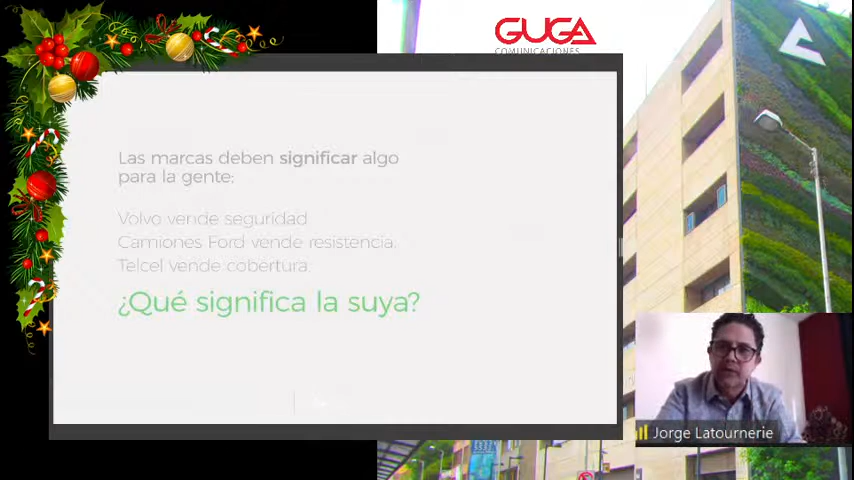 GUGA
COMUNICACIONES
Las marcas deben significar algo
para la gente:
Volvo vende seguridad.
Camiones Ford vende resistencia.
Telcel vende cobertura.
¿Qué significa la suya?
Jorge Latournerie